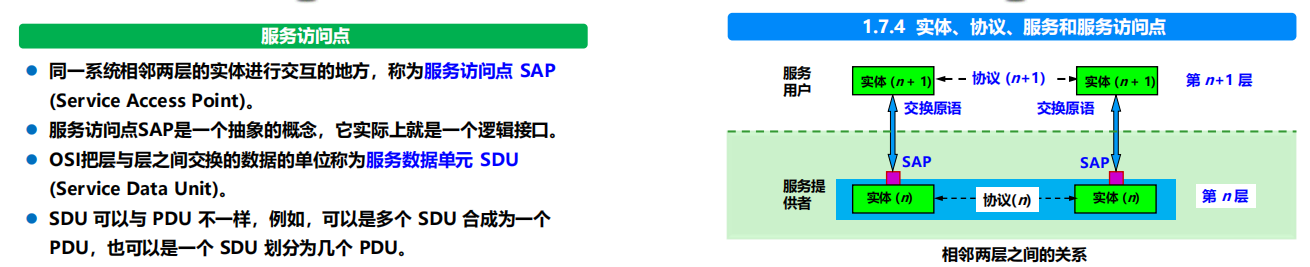 服务访问点
● 同一系统相邻两层的实体进行交互的地方，称为服务访问点 SAP
(Service Access Point)。
● 服务访问点SAP是一个抽象的概念，它实际上就是一个逻辑接口。
● OSI把层与层之间交换的数据的单位称为服务数据单元 SDU
(Service Data Unit)。
● SDU 可以与 PDU 不一样，例如，可以是多个 SDU 合成为一个
PDU，也可以是一个 SDU 划分为几个 PDU。
1.7.4 实体、协议、服务和服务访问点
服务
用户
实体 (n + 1)
协议 (n+1)
实体 (n + 1)
第 n+1 层
交换原语
交换原语
SAP
SAP
服务提
供者
实体 (n)
协议(n)
实体 (n)
第 n 层
相邻两层之间的关系